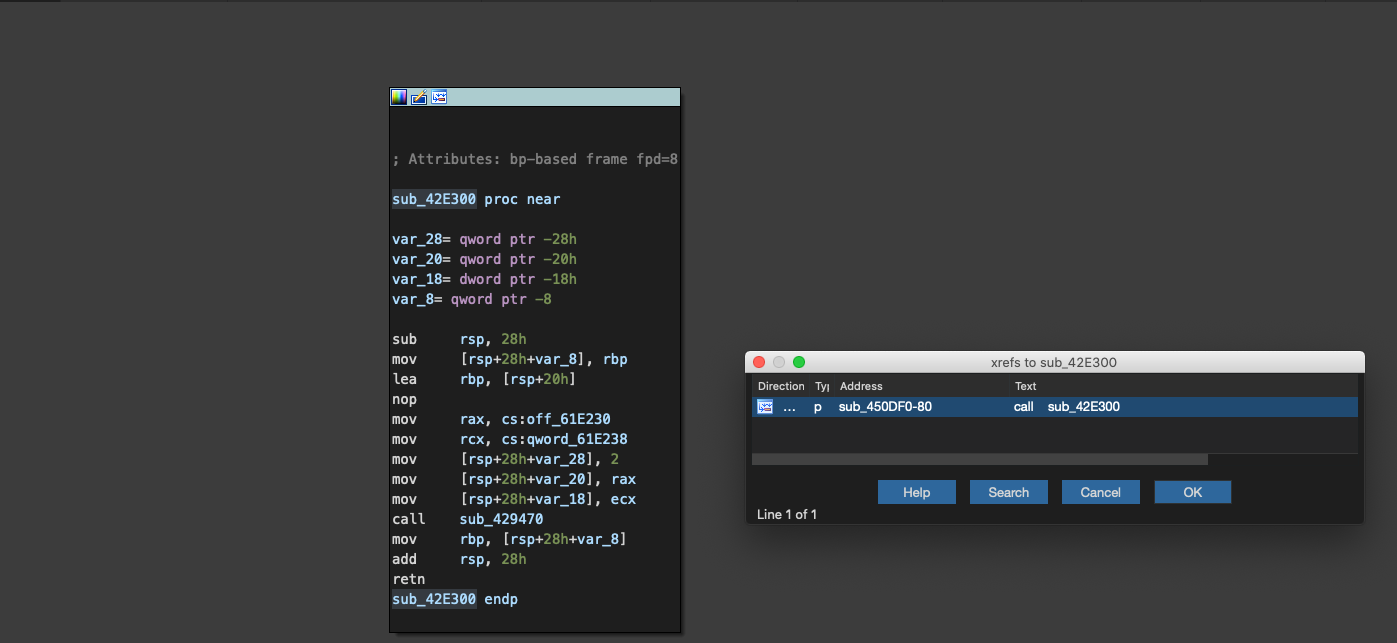 ; Attributes: bp-based frame fpd=8
sub_42E300 proc near
var_28= qword ptr -28h
var_20= qword ptr -20h
var_18= dword ptr -18h
var_8= qword ptr -8
sub rsp, 28h
mov [rsp+28h+var_8], rbp
lea rbp, [rsp+20h]
nop
mov rax, cs:off_61E230
mov rcx, cs:qword_61E238
mov [rsp+28h+var_28], 2
mov [rsp+28h+var_20], rax
mov [rsp+28h+var_18], ecx
call sub_429470
mov rbp, [rsp+28h+var_8]
add rsp, 28h
retn
sub_42E300 endp
xrefs to sub_42E300
Direction Typ Address Text
... p sub_450DF0-80 call sub_42E300
Help Search Cancel OK
Line 1 of 1